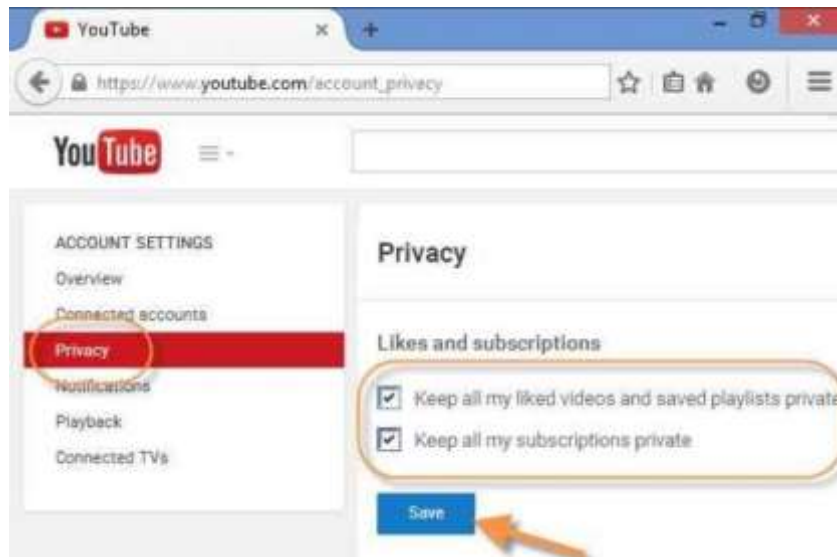 YouTube
https://www.youtube.com/account_privacy
YouTube
ACCOUNT SETTINGS
Overview
Connected accounts
Privacy
Notifications
Playback
Connected TVs
Privacy
Likes and subscriptions
Keep all my liked videos and saved playlists private
Keep all my subscriptions private
Save